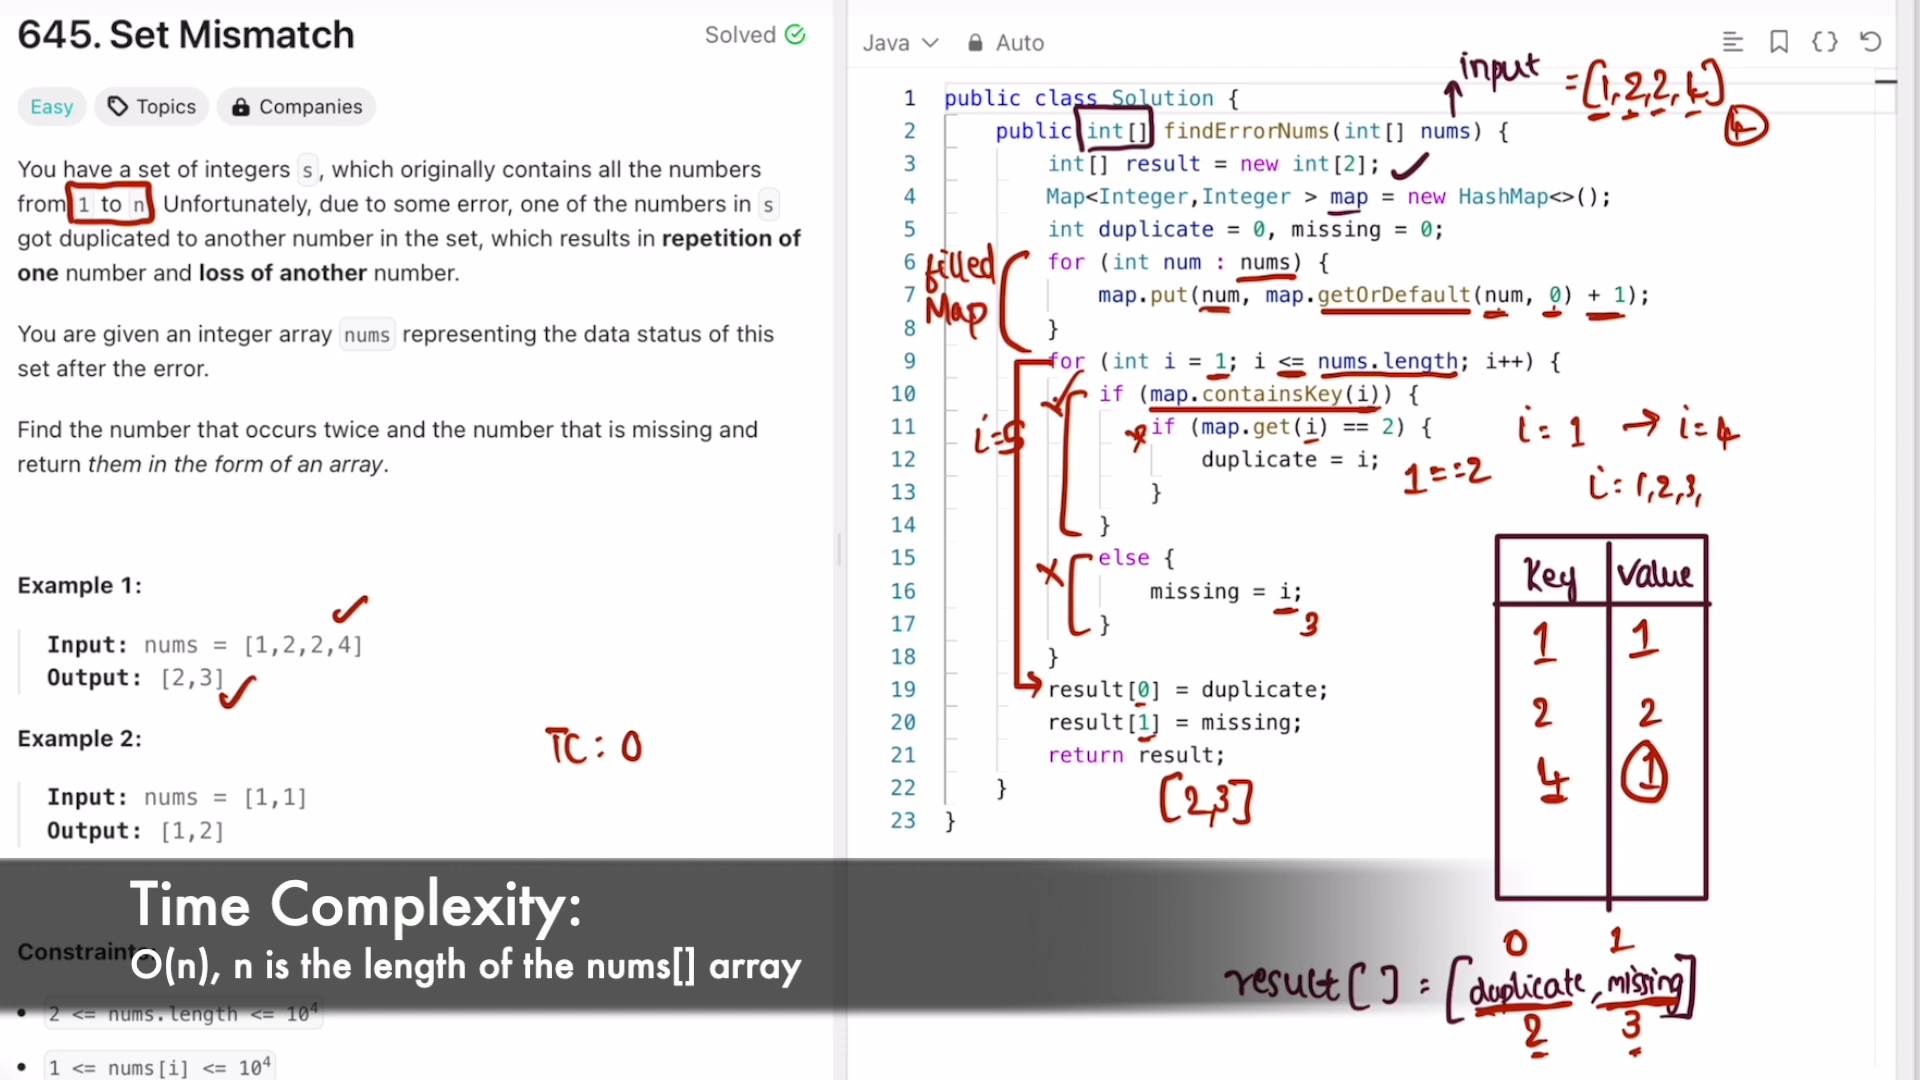 645. Set Mismatch
Solved
Easy
Topics
Companies
You have a set of integers s, which originally contains all the numbers
from 1 to n. Unfortunately, due to some error, one of the numbers in s
got duplicated to another number in the set, which results in repetition of
one number and loss of another number.
You are given an integer array nums representing the data status of this
set after the error.
Find the number that occurs twice and the number that is missing and
return them in the form of an array.
Example 1:
Input: nums = [1,2,2,4]
Output: [2,3]
Example 2:
Input: nums = [1,1]
Output: [1,2]
TC: O
Constraints:
2 <= nums.length <= 10⁴
1 <= nums[i] <= 10⁴
Time Complexity:
O(n), n is the length of the nums[] array
Java
Auto
1 public class Solution {
2 public int[] findErrorNums(int[] nums) {
3 int[] result = new int[2];
4 Map<Integer,Integer > map = new HashMap<>();
5 int duplicate = 0, missing = 0;
6 for (int num : nums) {
7 map.put(num, map.getOrDefault(num, 0) + 1);
8 }
9 for (int i = 1; i <= nums.length; i++) {
10 if (map.containsKey(i)) {
11 if (map.get(i) == 2) {
12 duplicate = i;
13 }
14 }
15 else {
16 missing = i;
17 }
18 }
19 result[0] = duplicate;
20 result[1] = missing;
21 return result;
22 }
23 }
input
=[1,2,2,4]
4
filled
Map
i=5
1==2
i=1 → i=4
i=1,2,3,
3
[2,3]
Key Value
1 1
2 2
4 1
0 1
result[] = [duplicate, missing]
2 3